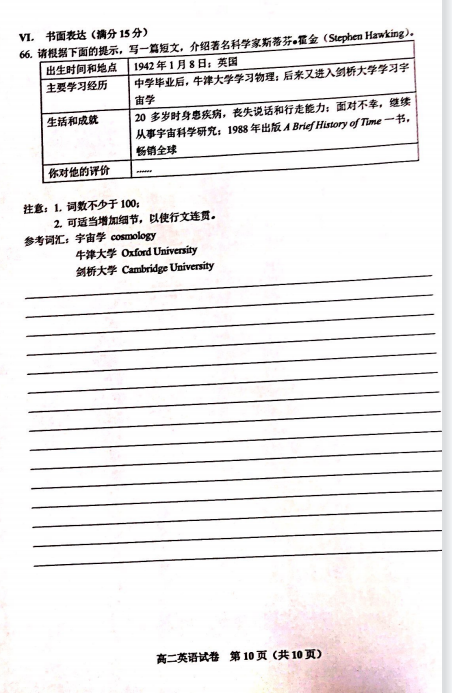 VI. 书面表达（满分 15 分）
66. 请根据下面的提示，写一篇短文，介绍著名科学家斯蒂芬•霍金（Stephen Hawking）。
出生时间和地点 1942 年 1 月 8 日；英国
主要学习经历 中学毕业后，牛津大学学习物理；后来又进入剑桥大学学习宇
宙学
生活和成就 20 多岁时身患疾病，丧失说话和行走能力；面对不幸，继续
从事宇宙科学研究；1988 年出版 A Brief History of Time 一书，
畅销全球
你对他的评价 ……
注意：1. 词数不少于 100；
2. 可适当增加细节，以使行文连贯。
参考词汇：宇宙学 cosmology
牛津大学 Oxford University
剑桥大学 Cambridge University
高二英语试卷 第 10 页（共 10 页）